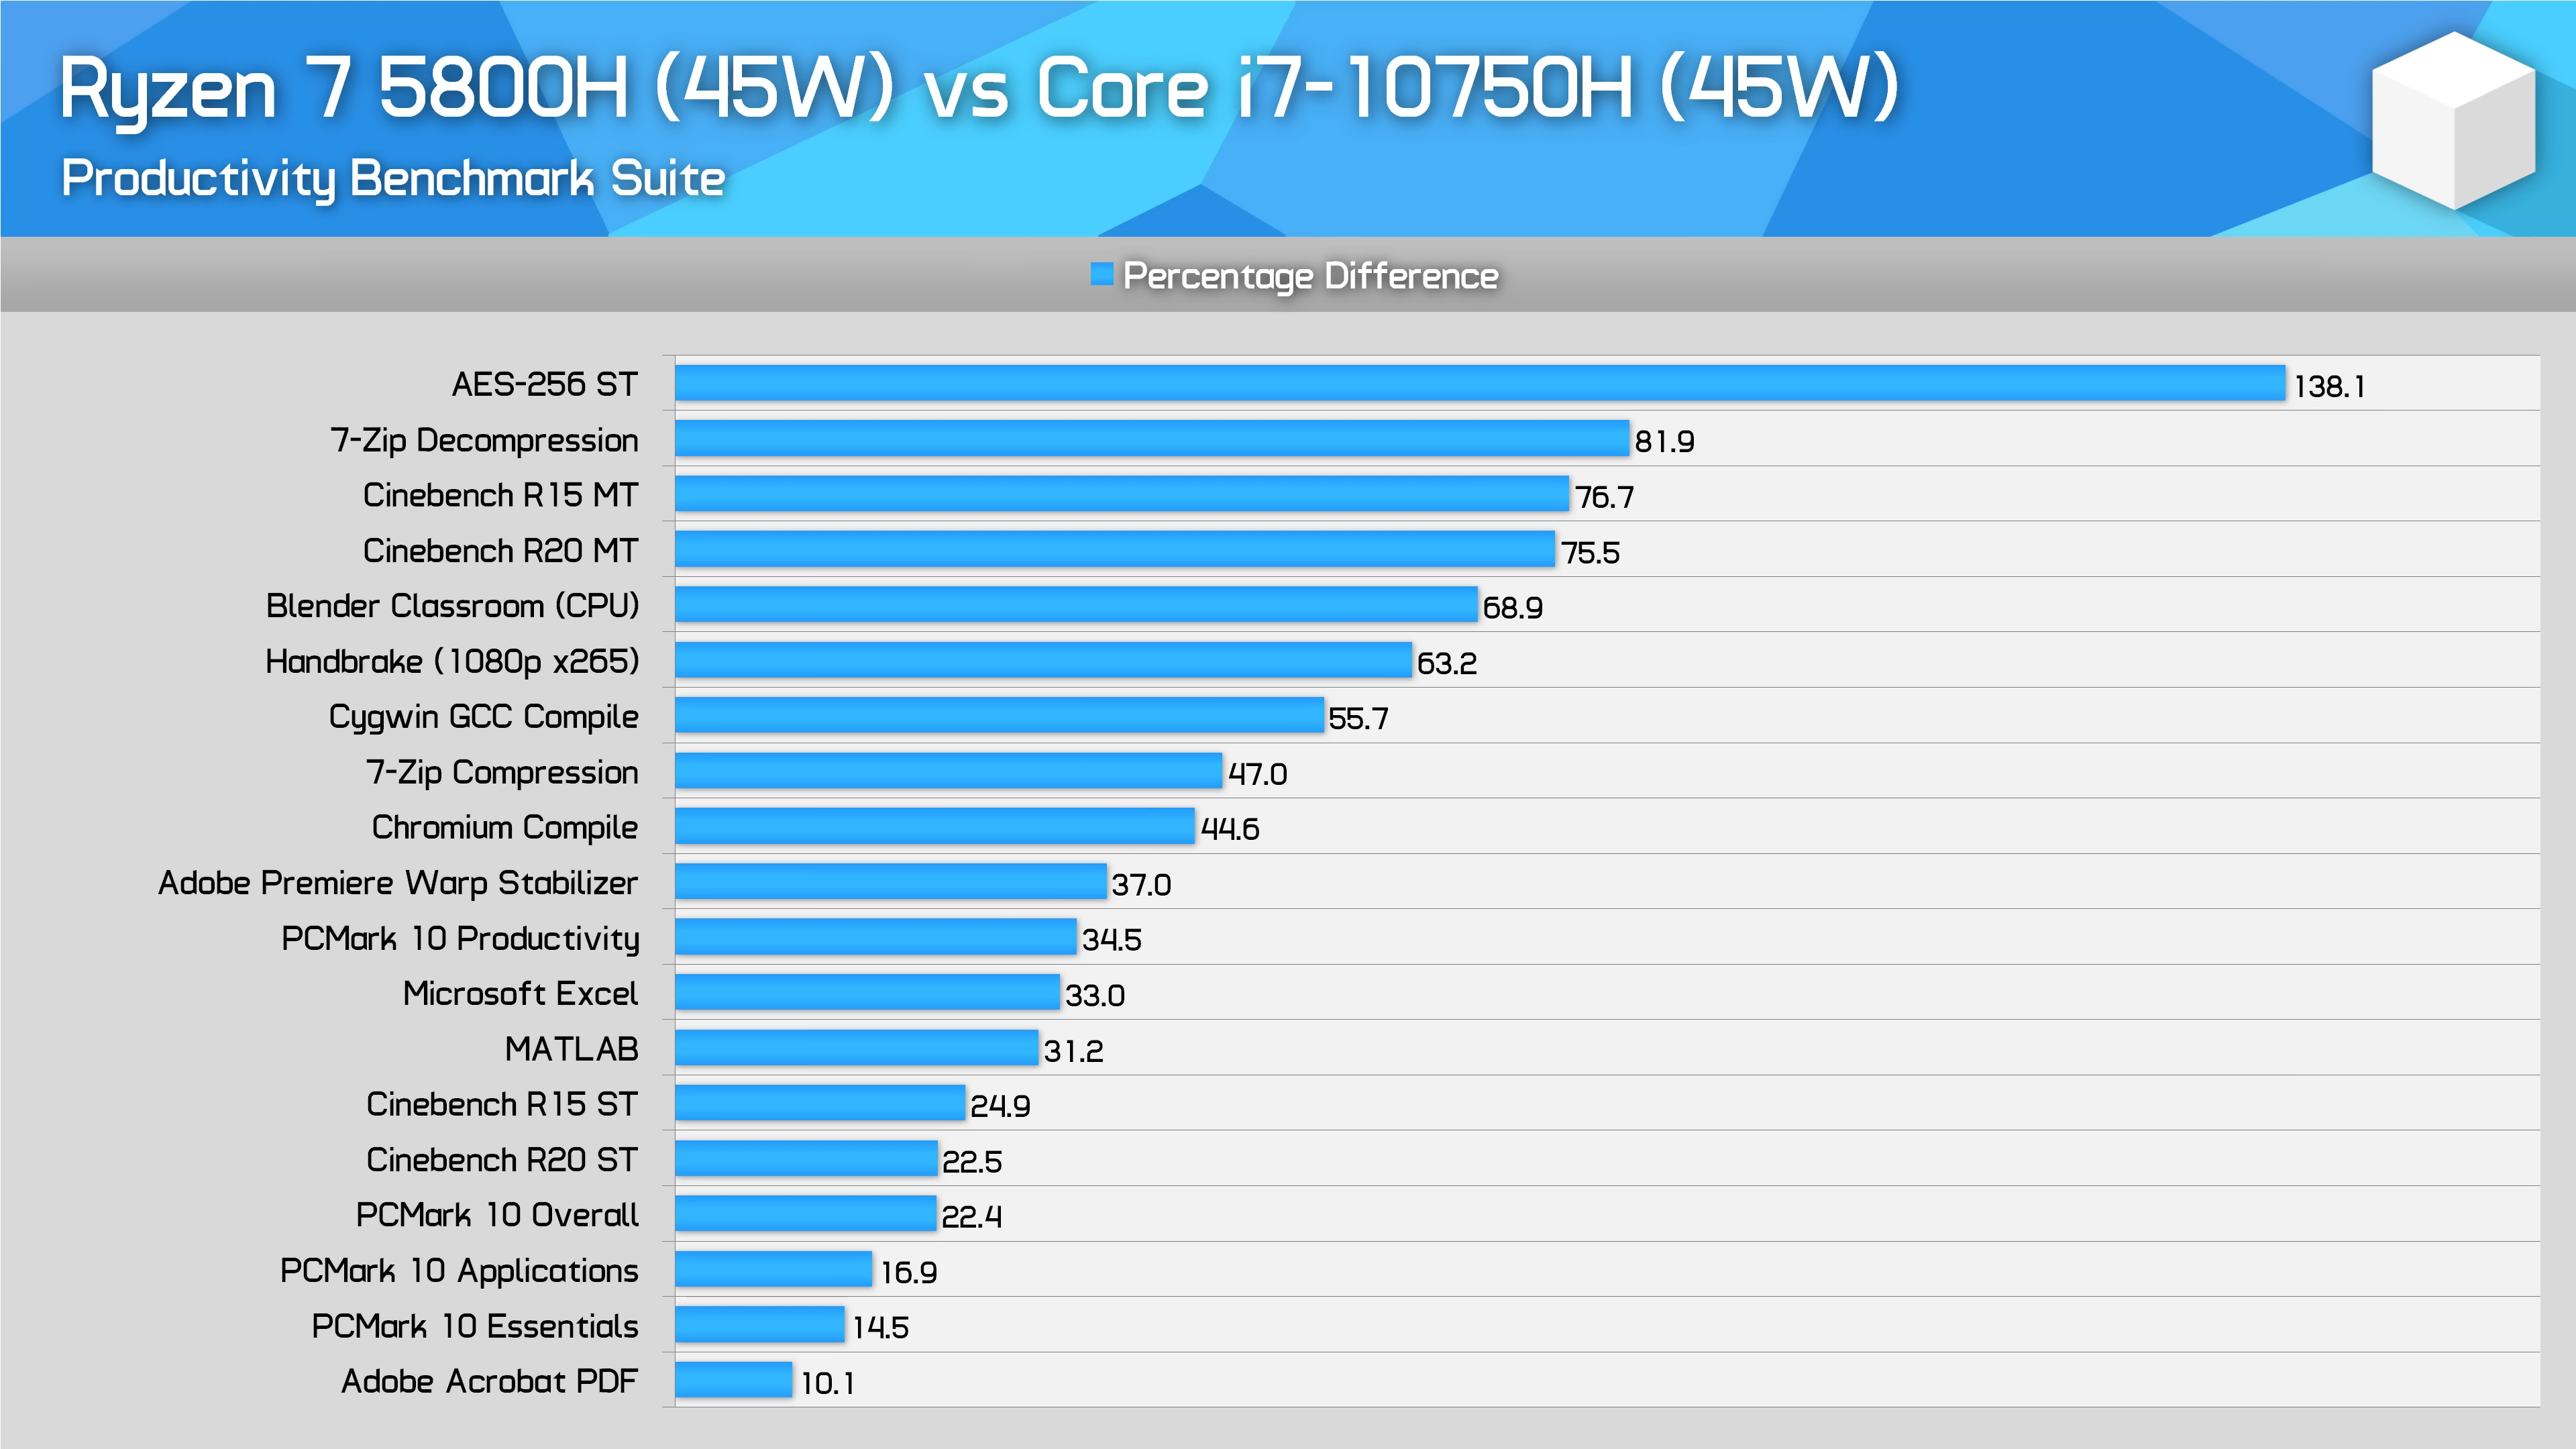 Ryzen 7 5800H (45W) vs Core i7-10750H (45W)
Productivity Benchmark Suite
Percentage Difference
AES-256 ST 138.1
7-Zip Decompression 81.9
Cinebench R15 MT 76.7
Cinebench R20 MT 75.5
Blender Classroom (CPU) 68.9
Handbrake (1080p x265) 63.2
Cygwin GCC Compile 55.7
7-Zip Compression 47.0
Chromium Compile 44.6
Adobe Premiere Warp Stabilizer 37.0
PCMark 10 Productivity 34.5
Microsoft Excel 33.0
MATLAB 31.2
Cinebench R15 ST 24.9
Cinebench R20 ST 22.5
PCMark 10 Overall 22.4
PCMark 10 Applications 16.9
PCMark 10 Essentials 14.5
Adobe Acrobat PDF 10.1